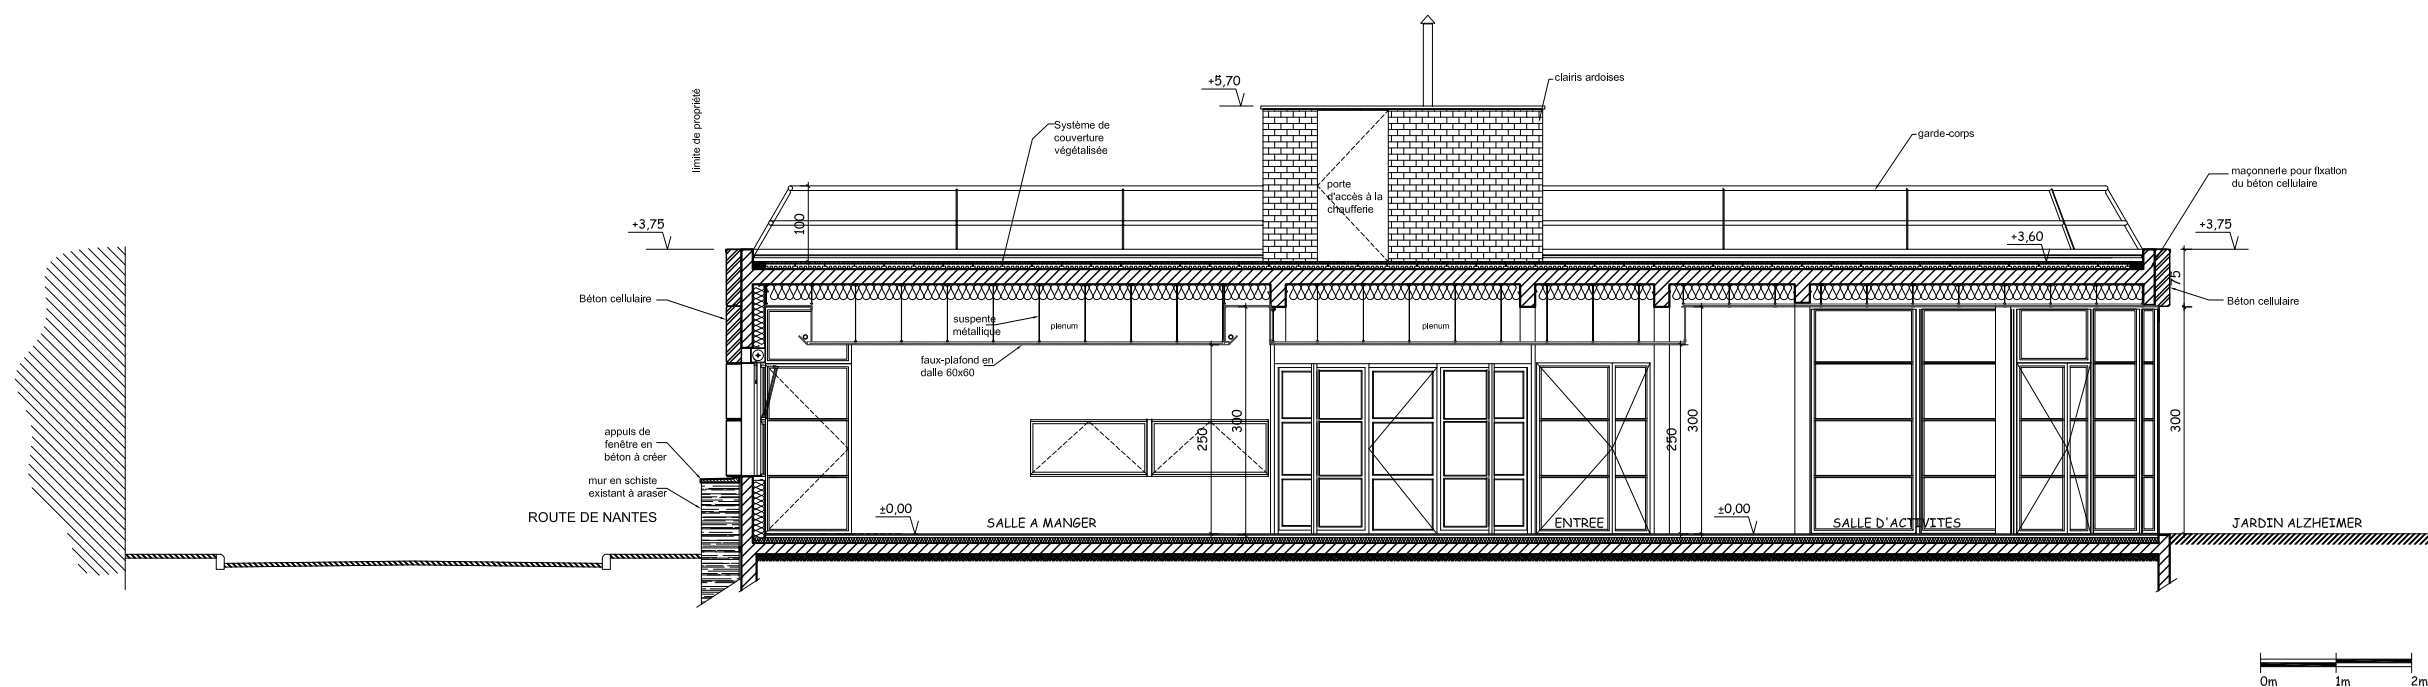 +5,70
clairis ardoises
limite de propriété
Système de
couverture
végétalisée
garde-corps
maçonnerie pour fixation
du béton cellulaire
porte
d'accès à la
chaufferie
100
+3,75
+3,75
+3,60
75
Béton cellulaire
Béton cellulaire
suspente
métallique
plenum
plenum
faux-plafond en
dalle 60x60
250
300
250
300
300
appuis de
fenêtre en
béton à créer
mur en schiste
existant à araser
ROUTE DE NANTES
±0,00
SALLE A MANGER
ENTREE
±0,00
SALLE D'ACTIVITES
JARDIN ALZHEIMER
0m 1m 2m